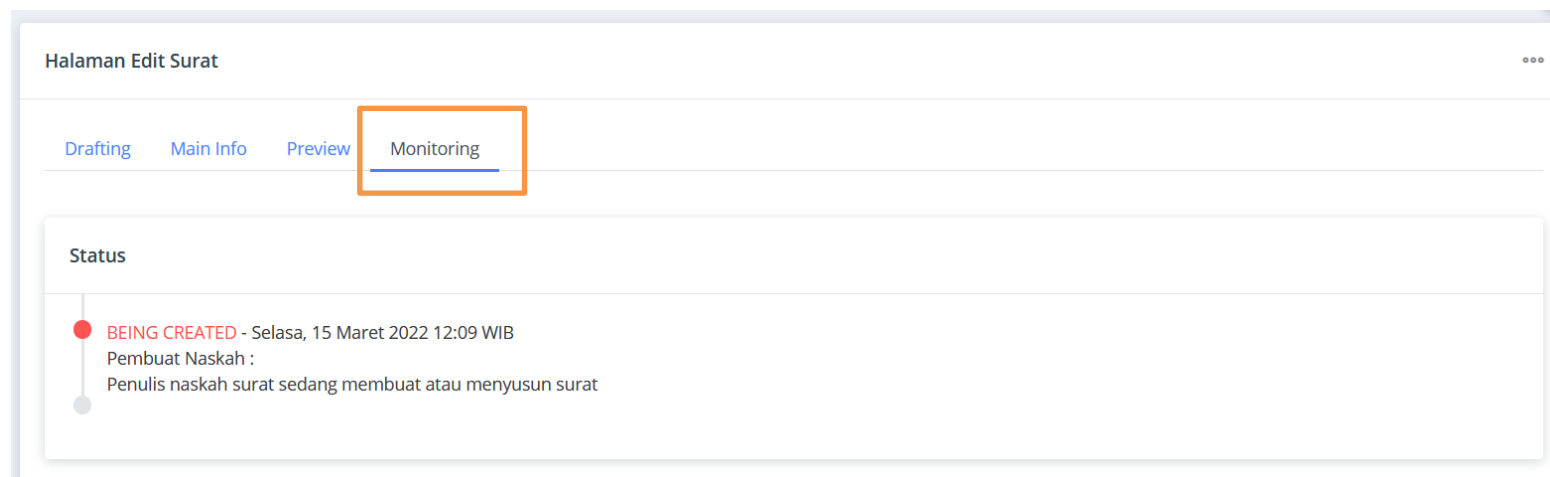 Halaman Edit Surat
Drafting Main Info Preview Monitoring
Status
BEING CREATED - Selasa, 15 Maret 2022 12:09 WIB
Pembuat Naskah :
Penulis naskah surat sedang membuat atau menyusun surat